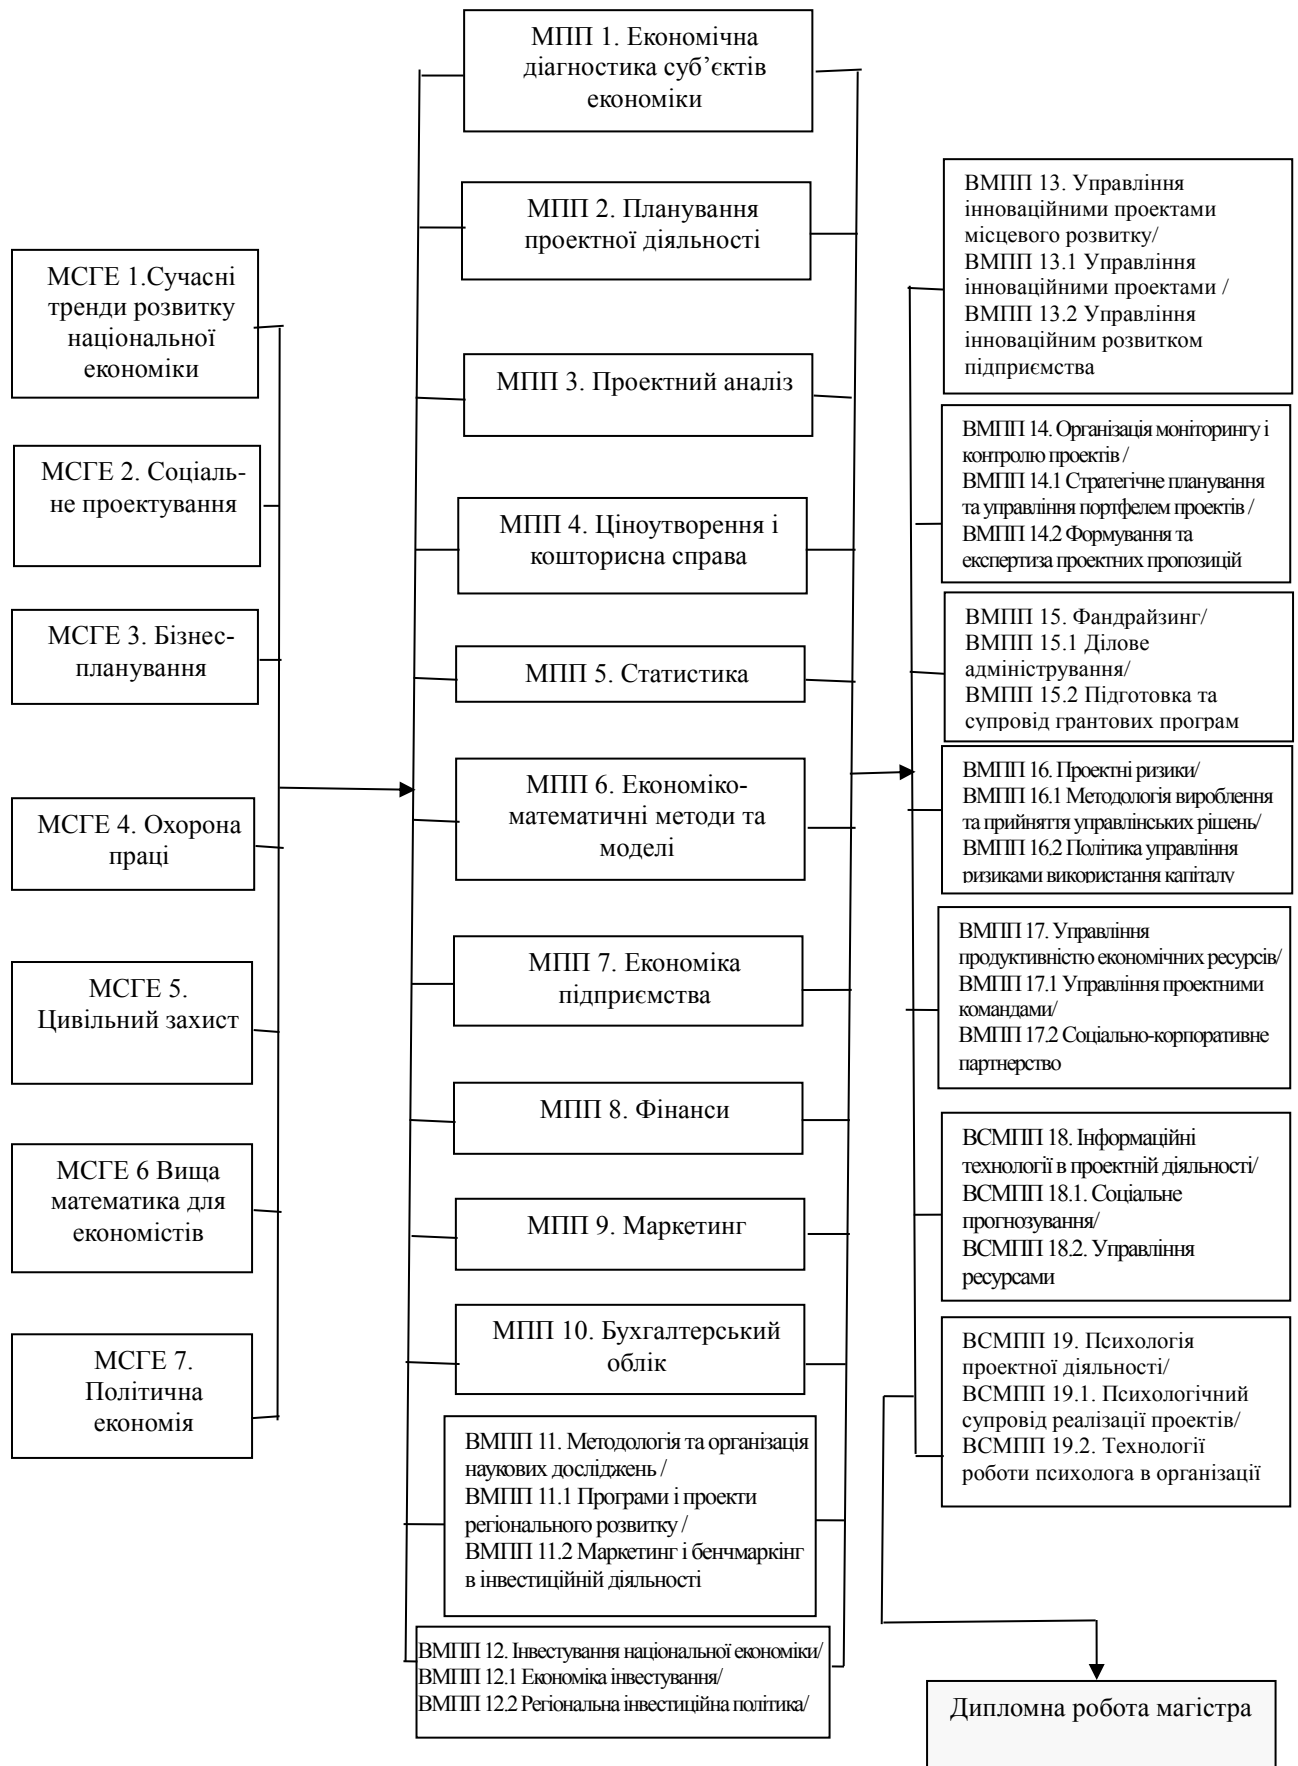 МСГЕ 1.Сучасні
тренди розвитку
національної
економіки
МСГЕ 2. Соціаль-
не проектування
МСГЕ 3. Бізнес-
планування
МСГЕ 4. Охорона
праці
МСГЕ 5.
Цивільний захист
МСГЕ 6 Вища
математика для
економістів
МСГЕ 7.
Політична
економія
МПП 1. Економічна
діагностика суб’єктів
економіки
МПП 2. Планування
проектної діяльності
МПП 3. Проектний аналіз
МПП 4. Ціноутворення і
кошторисна справа
МПП 5. Статистика
МПП 6. Економіко-
математичні методи та
моделі
МПП 7. Економіка
підприємства
МПП 8. Фінанси
МПП 9. Маркетинг
МПП 10. Бухгалтерський
облік
ВМПП 11. Методологія та організація
наукових досліджень /
ВМПП 11.1 Програми і проекти
регіонального розвитку /
ВМПП 11.2 Маркетинг і бенчмаркінг
в інвестиційній діяльності
ВМПП 12. Інвестування національної економіки/
ВМПП 12.1 Економіка інвестування/
ВМПП 12.2 Регіональна інвестиційна політика/
ВМПП 13. Управління
інноваційними проектами
місцевого розвитку/
ВМПП 13.1 Управління
інноваційними проектами /
ВМПП 13.2 Управління
інноваційним розвитком
підприємства
ВМПП 14. Організація моніторингу і
контролю проектів /
ВМПП 14.1 Стратегічне планування
та управління портфелем проектів /
ВМПП 14.2 Формування та
експертиза проектних пропозицій
ВМПП 15. Фандрайзинг/
ВМПП 15.1 Ділове
адміністрування/
ВМПП 15.2 Підготовка та
супровід грантових програм
ВМПП 16. Проектні ризики/
ВМПП 16.1 Методологія вироблення
та прийняття управлінських рішень/
ВМПП 16.2 Політика управління
ризиками використання капіталу
ВМПП 17. Управління
продуктивністю економічних ресурсів/
ВМПП 17.1 Управління проектними
командами/
ВМПП 17.2 Соціально-корпоративне
партнерство
ВСМПП 18. Інформаційні
технології в проектній діяльності/
ВСМПП 18.1. Соціальне
прогнозування/
ВСМПП 18.2. Управління
ресурсами
ВСМПП 19. Психологія
проектної діяльності/
ВСМПП 19.1. Психологічний
супровід реалізації проектів/
ВСМПП 19.2. Технології
роботи психолога в організації
Дипломна робота магістра